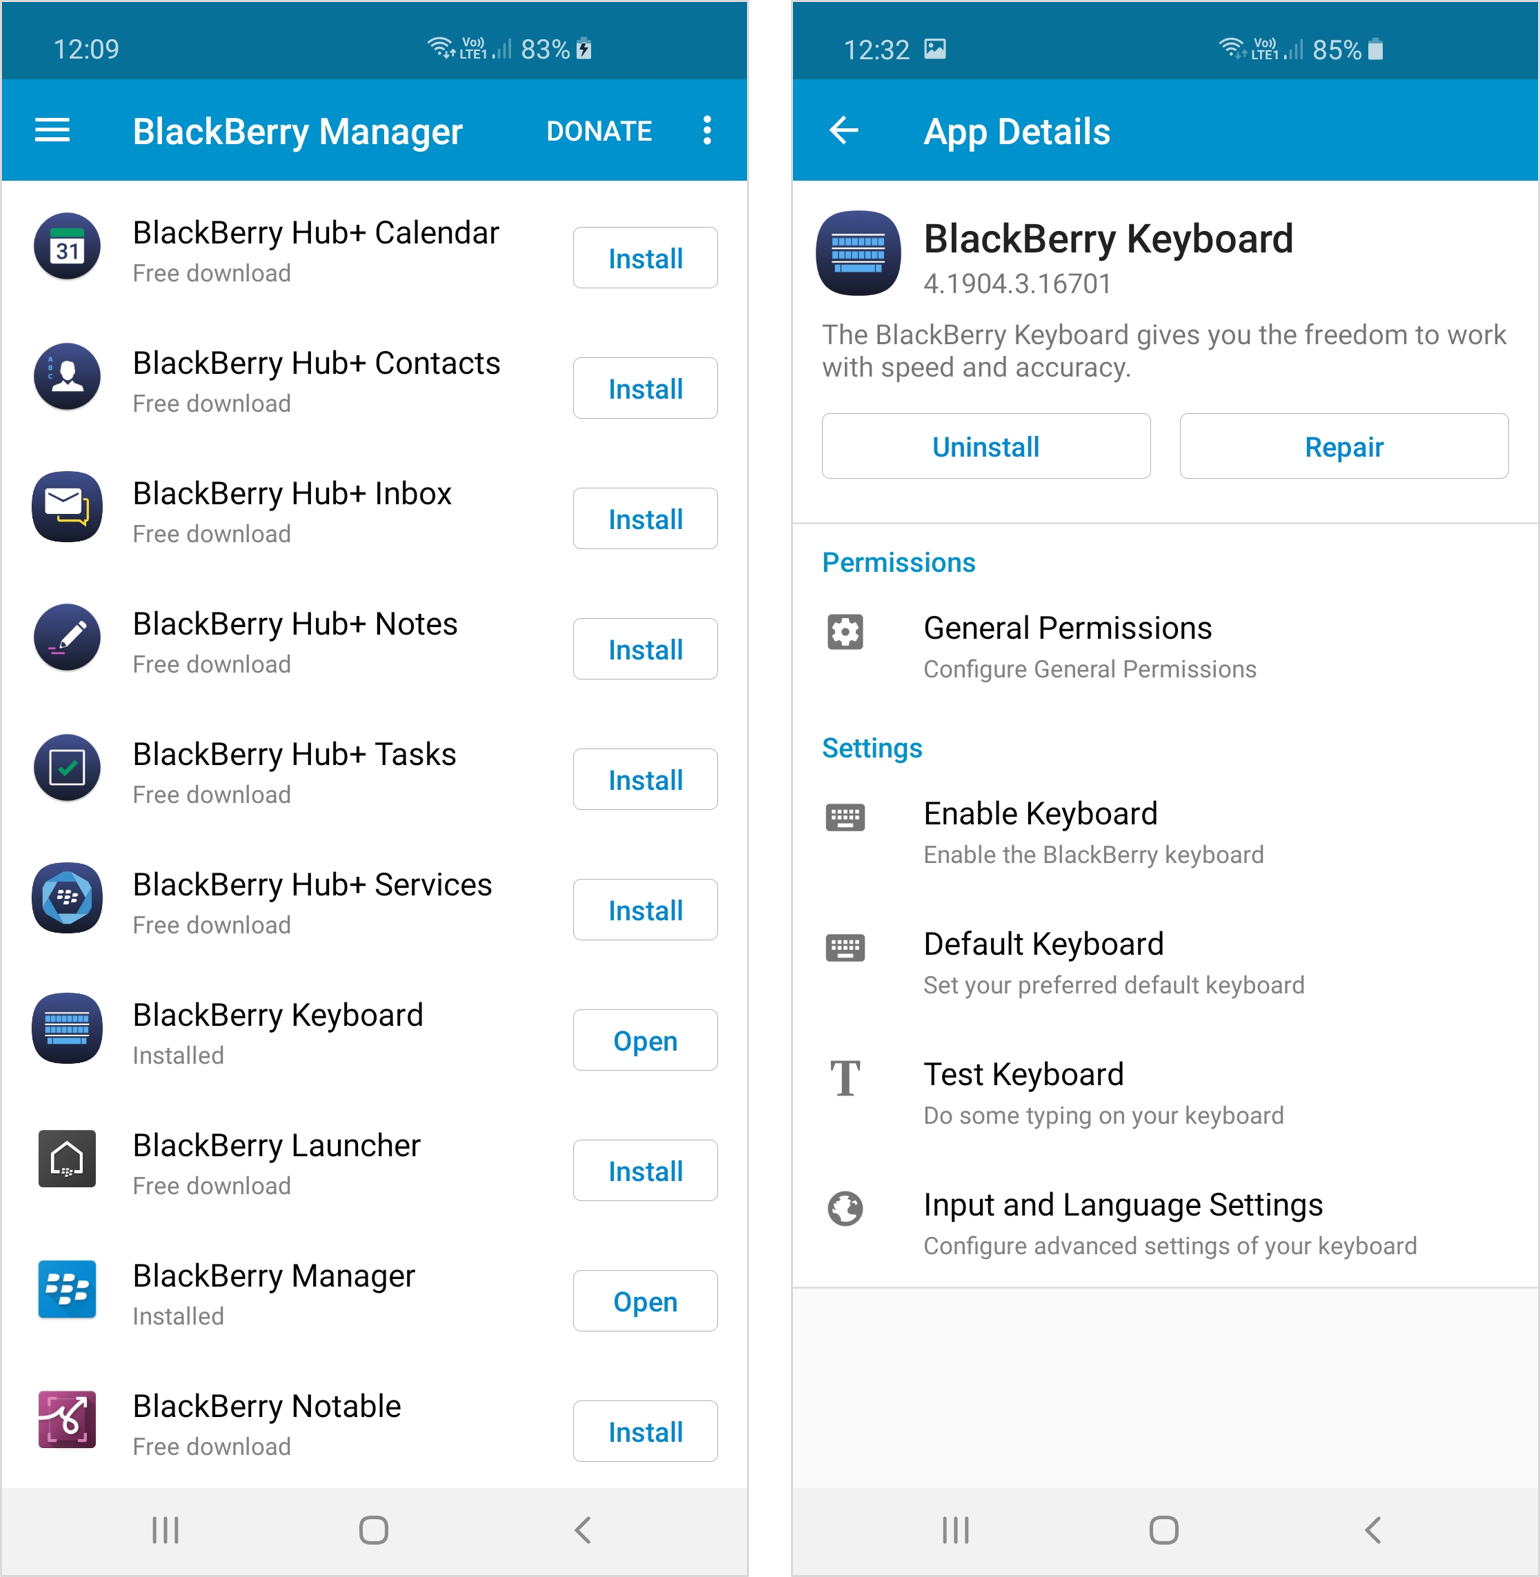 12:09
Vo))
LTE1
83%
BlackBerry Manager
DONATE
31
BlackBerry Hub+ Calendar
Free download
Install
A
B
C
BlackBerry Hub+ Contacts
Free download
Install
BlackBerry Hub+ Inbox
Free download
Install
BlackBerry Hub+ Notes
Free download
Install
BlackBerry Hub+ Tasks
Free download
Install
BlackBerry Hub+ Services
Free download
Install
BlackBerry Keyboard
Installed
Open
BlackBerry Launcher
Free download
Install
BlackBerry Manager
Installed
Open
BlackBerry Notable
Free download
Install
12:32
Vo))
LTE1
85%
App Details
BlackBerry Keyboard
4.1904.3.16701
The BlackBerry Keyboard gives you the freedom to work
with speed and accuracy.
Uninstall
Repair
Permissions
General Permissions
Configure General Permissions
Settings
Enable Keyboard
Enable the BlackBerry keyboard
Default Keyboard
Set your preferred default keyboard
T
Test Keyboard
Do some typing on your keyboard
Input and Language Settings
Configure advanced settings of your keyboard